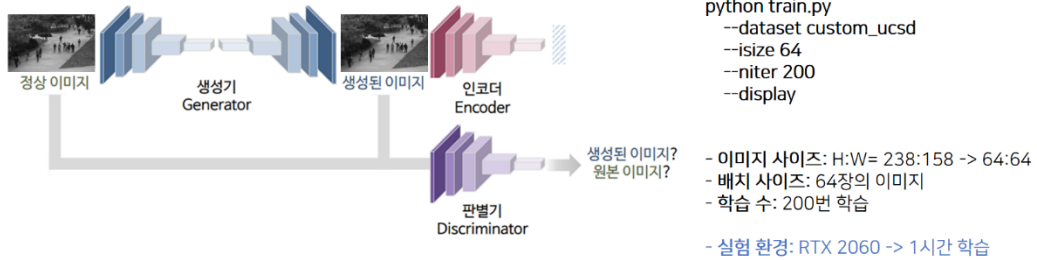 정상 이미지
생성기
Generator
생성된 이미지
인코더
Encoder
생성된 이미지?
원본 이미지?
판별기
Discriminator
python train.py
--dataset custom_ucsd
--isize 64
--niter 200
--display
- 이미지 사이즈: H:W= 238:158 -> 64:64
- 배치 사이즈: 64장의 이미지
- 학습 수: 200번 학습
- 실험 환경: RTX 2060 -> 1시간 학습